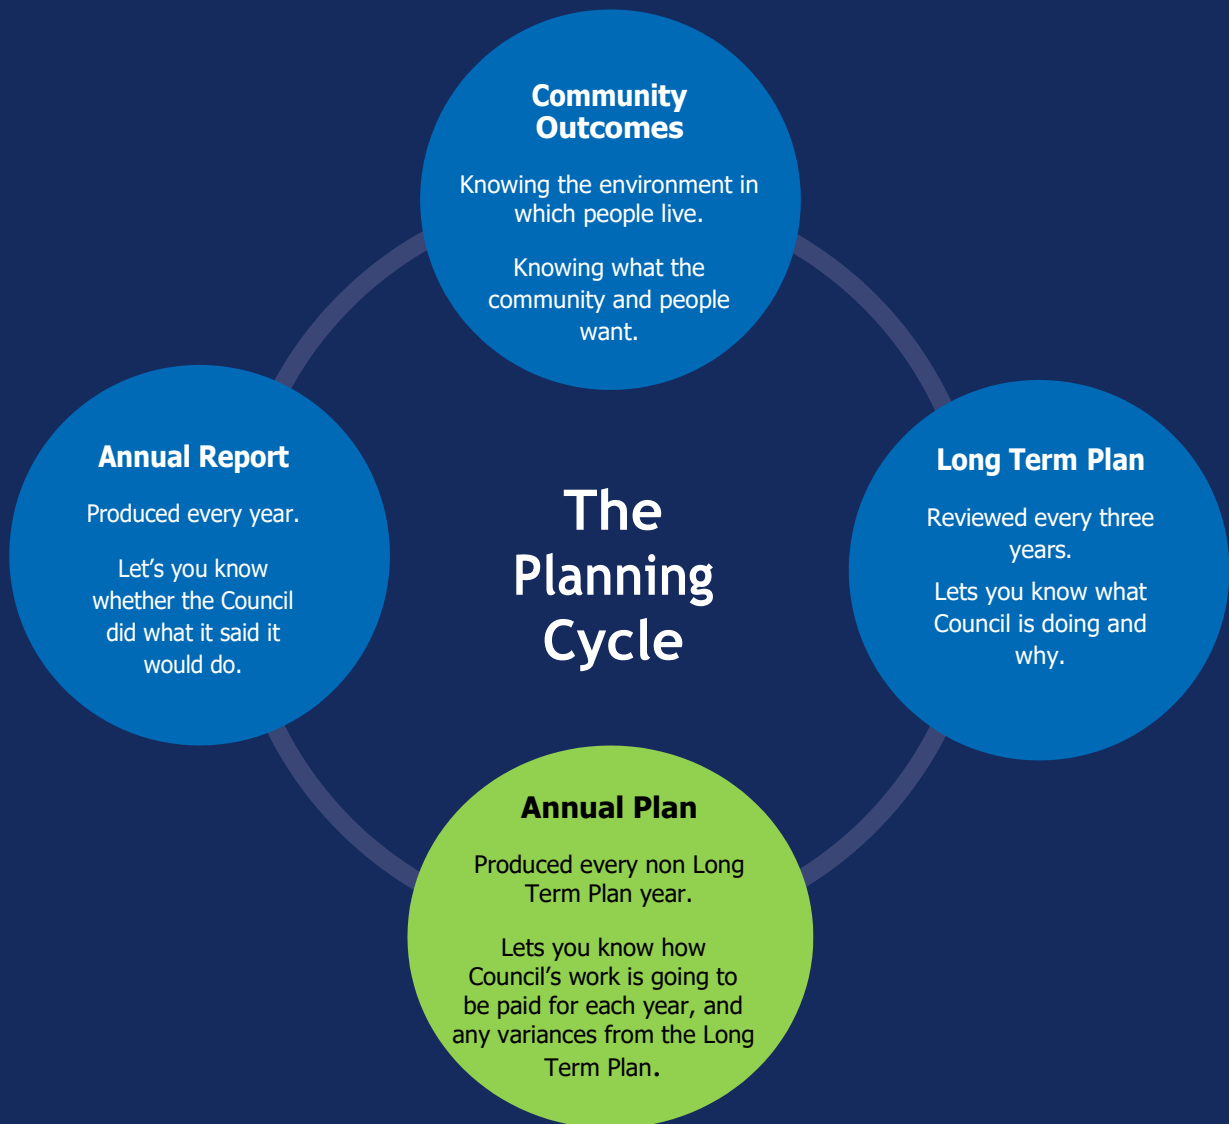 Community
Outcomes
Knowing the environment in
which people live.
Knowing what the
community and people
want.
Annual Report
Produced every year.
Let’s you know
whether the Council
did what it said it
would do.
The
Planning
Cycle
Long Term Plan
Reviewed every three
years.
Lets you know what
Council is doing and
why.
Annual Plan
Produced every non Long
Term Plan year.
Lets you know how
Council’s work is going to
be paid for each year, and
any variances from the Long
Term Plan.